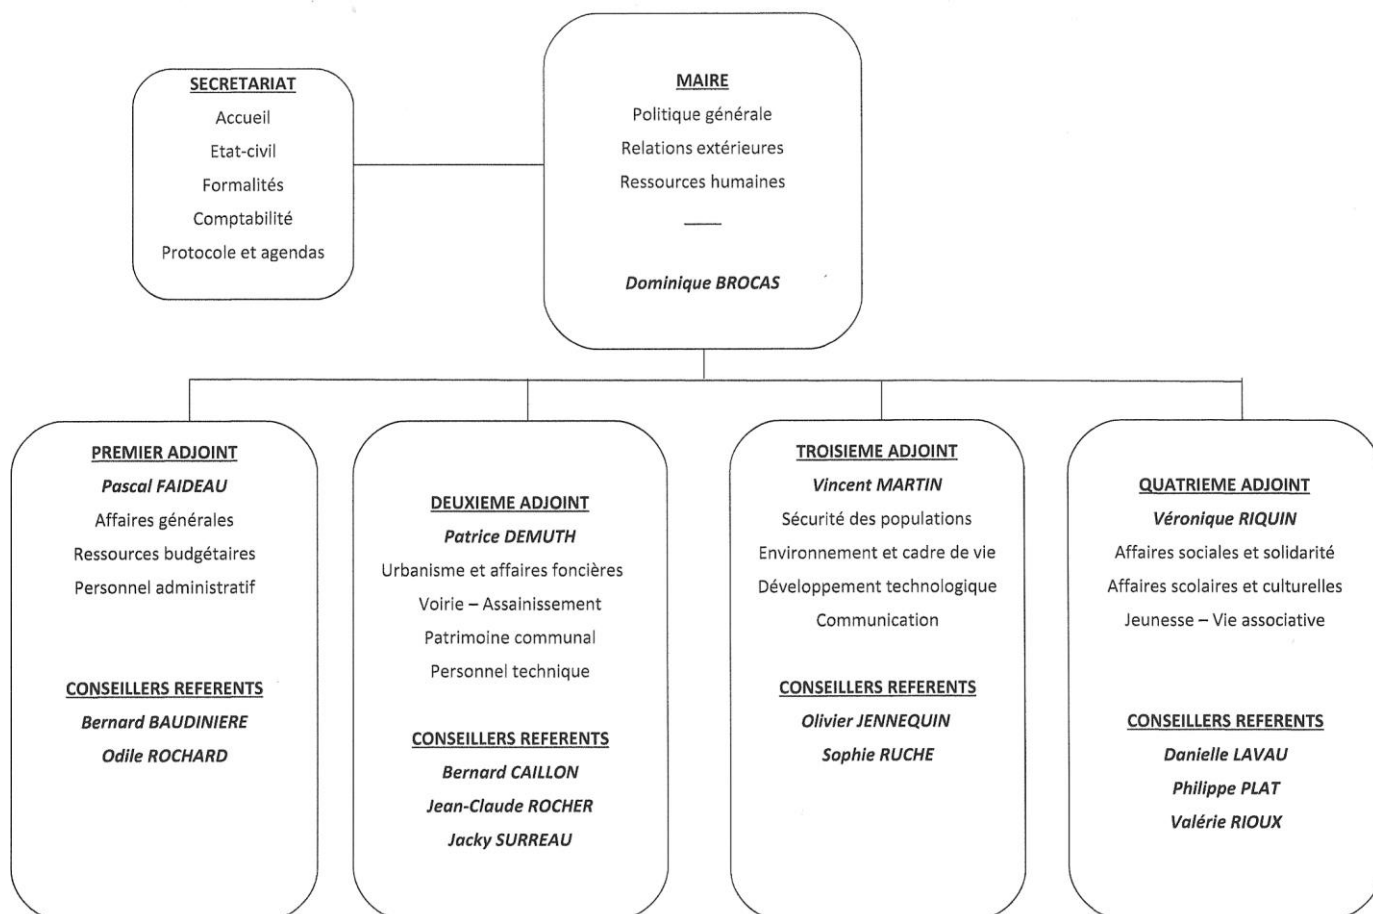 SECRETARIAT
Accueil
Etat-civil
Formalités
Comptabilité
Protocole et agendas
MAIRE
Politique générale
Relations extérieures
Ressources humaines
Dominique BROCAS
PREMIER ADJOINT
Pascal FAIDEAU
Affaires générales
Ressources budgétaires
Personnel administratif
CONSEILLERS REFERENTS
Bernard BAUDINIERE
Odile ROCHARD
DEUXIEME ADJOINT
Patrice DEMUTH
Urbanisme et affaires foncières
Voirie – Assainissement
Patrimoine communal
Personnel technique
CONSEILLERS REFERENTS
Bernard CAILLON
Jean-Claude ROCHER
Jacky SURREAU
TROISIEME ADJOINT
Vincent MARTIN
Sécurité des populations
Environnement et cadre de vie
Développement technologique
Communication
CONSEILLERS REFERENTS
Olivier JENNEQUIN
Sophie RUCHE
QUATRIEME ADJOINT
Véronique RIQUIN
Affaires sociales et solidarité
Affaires scolaires et culturelles
Jeunesse – Vie associative
CONSEILLERS REFERENTS
Danielle LAVAU
Philippe PLAT
Valérie RIOUX